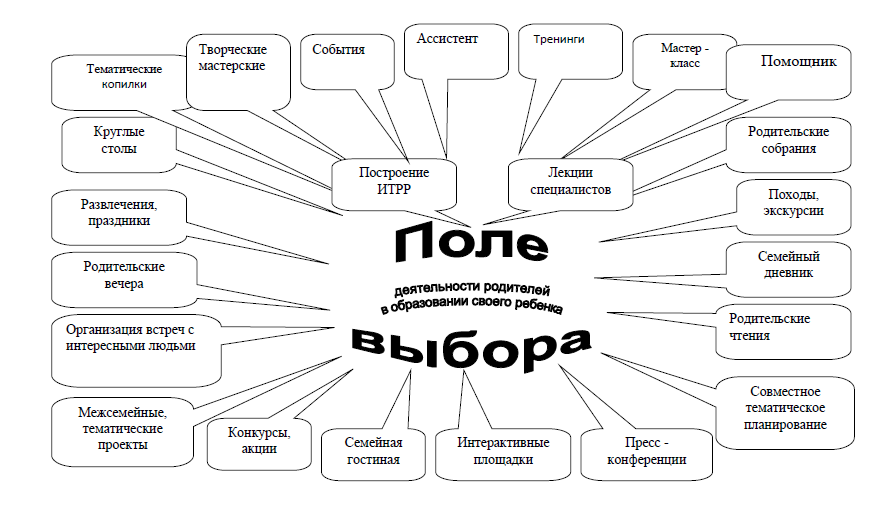 Творческие
мастерские
События
Ассистент
Тренинги
Мастер -
класс
Помощник
Тематические
копилки
Круглые
столы
Построение
ИТРР
Лекции
специалистов
Родительские
собрания
Развлечения,
праздники
Походы,
экскурсии
Поле
деятельности родителей
в образовании своего ребенка
выбора
Родительские
вечера
Семейный
дневник
Организация встреч с
интересными людьми
Родительские
чтения
Межсемейные,
тематические
проекты
Конкурсы,
акции
Семейная
гостиная
Интерактивные
площадки
Пресс -
конференции
Совместное
тематическое
планирование